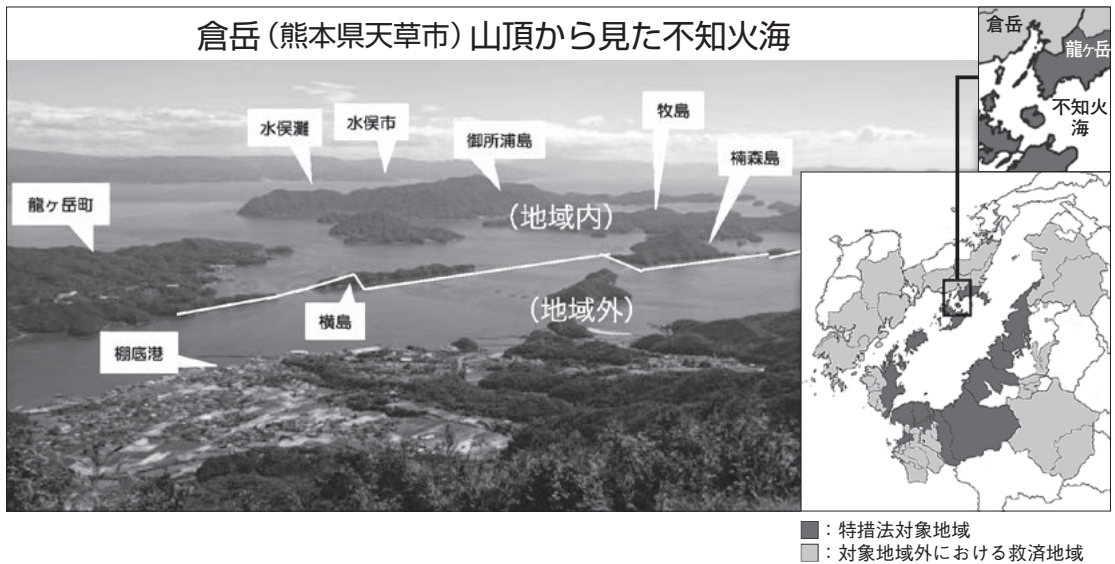 倉岳(熊本県天草市)山頂から見た不知火海
倉岳
龍ヶ岳
不知火
海
水俣灘
水俣市
御所浦島
牧島
楠森島
龍ヶ岳町
(地域内)
(地域外)
横島
棚底港
:特措法対象地域
:対象地域外における救済地域